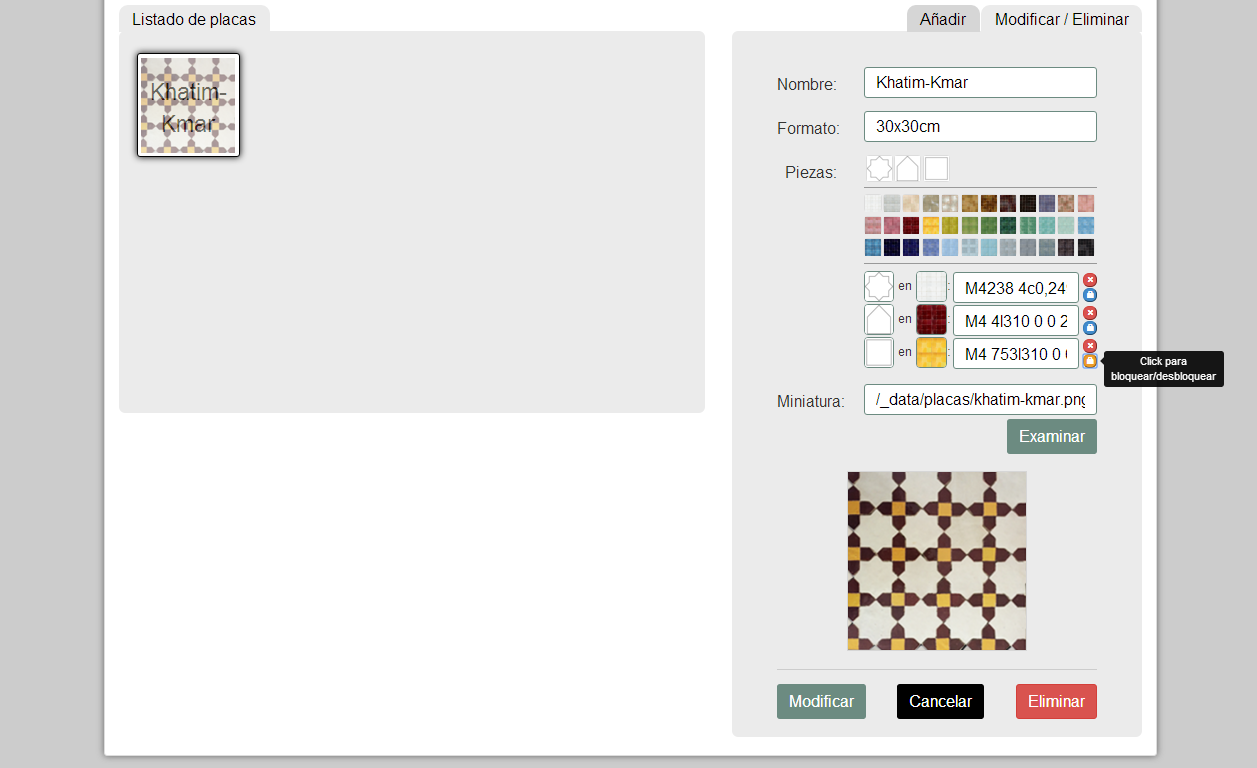 Listado de placas
Añadir
Modificar / Eliminar
Khatim-
Kmar
Nombre:
Khatim-Kmar
Formato:
30x30cm
Piezas:
en
:
M4238 4c0,24
en
:
M4 4l310 0 0 2
en
:
M4 753l310 0
Click para
bloquear/desbloquear
Miniatura:
/_data/placas/khatim-kmar.png
Examinar
Modificar
Cancelar
Eliminar